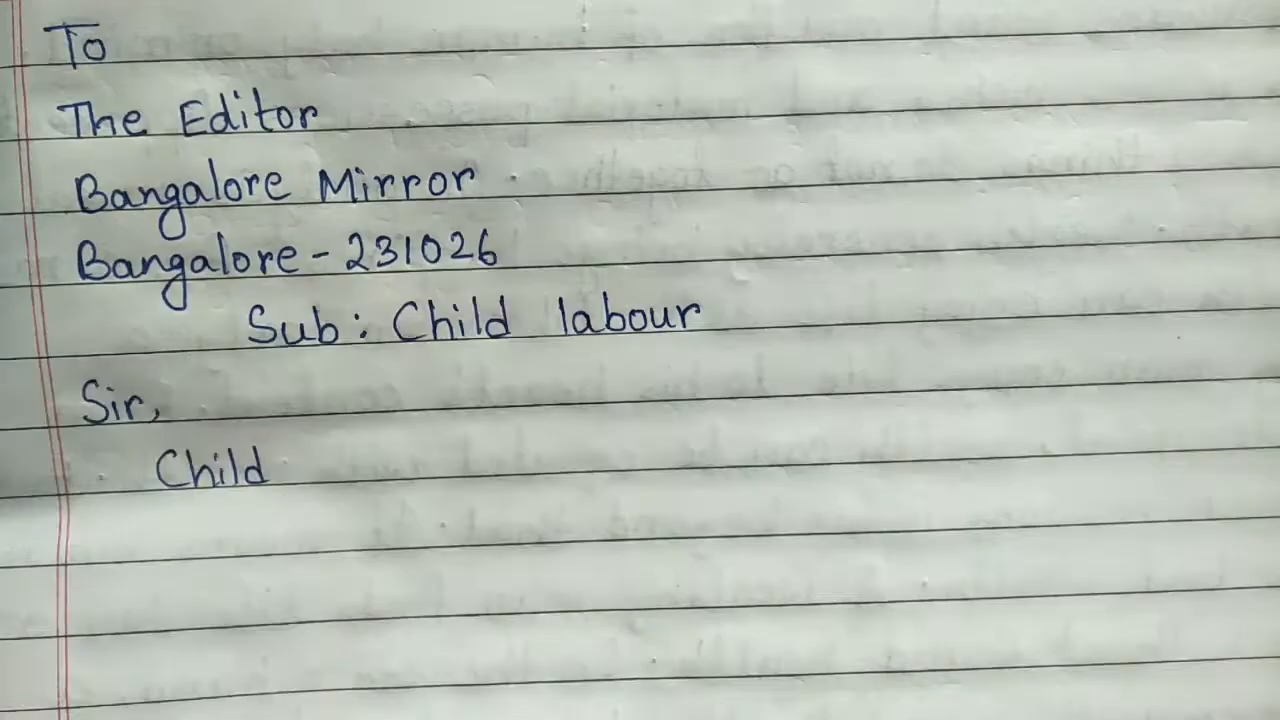 To
The Editor
Bangalore Mirror
Bangalore - 231026
Sub: Child labour
Sir,
Child